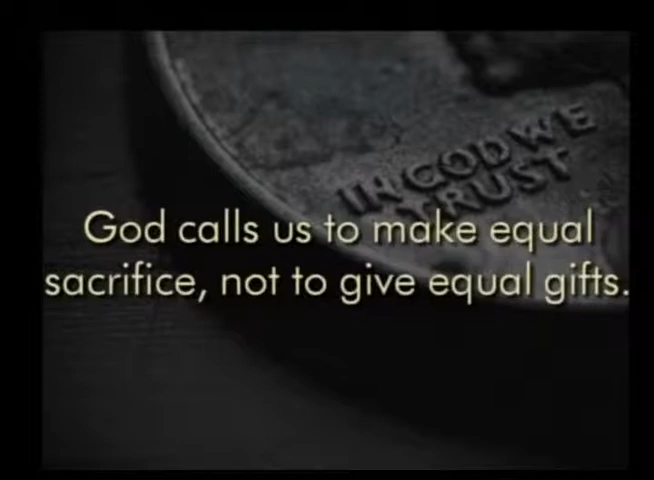 IN GOD WE
TRUST
God calls us to make equal
sacrifice, not to give equal gifts.